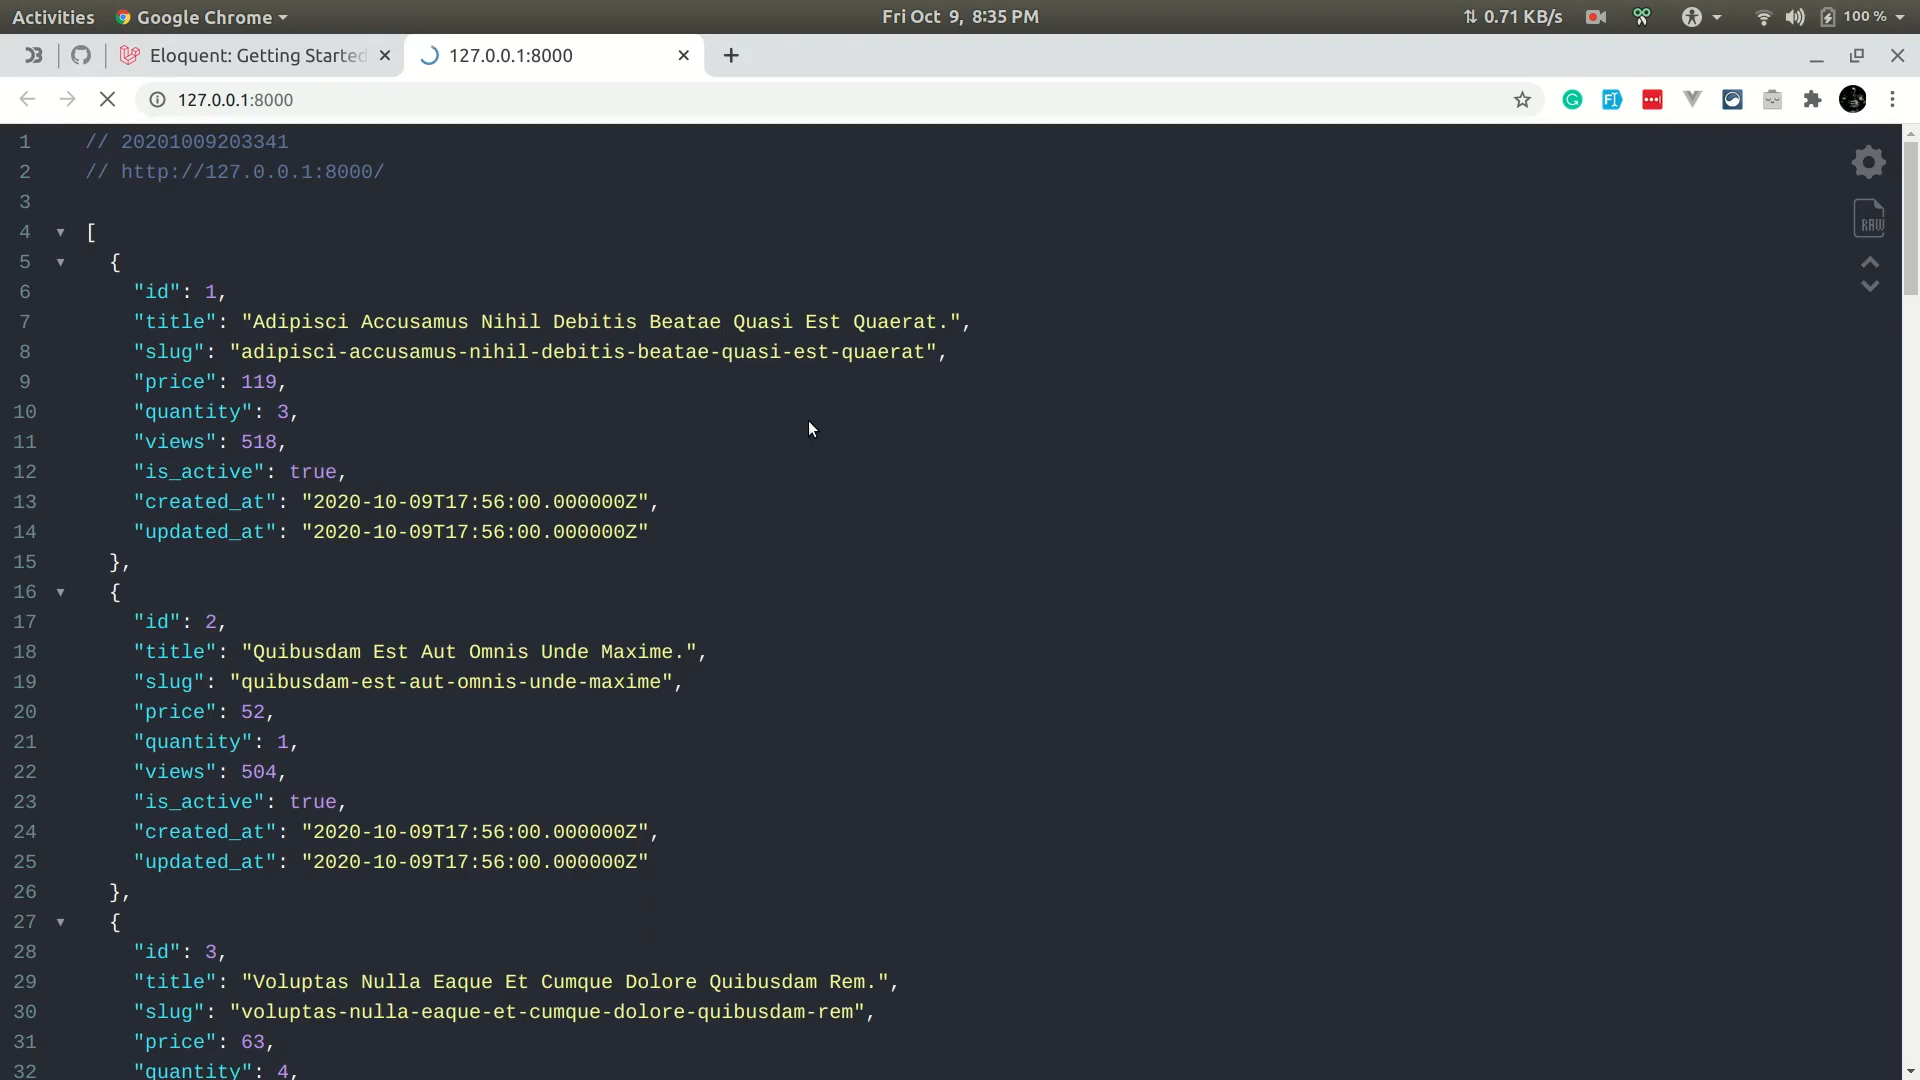 Activities Google Chrome Fri Oct 9, 8:35 PM 0.71 KB/s 100 %
Eloquent: Getting Started 127.0.0.1:8000
127.0.0.1:8000
1 // 20201009203341
2 // http://127.0.0.1:8000/
3
4 [
5 {
6 "id": 1,
7 "title": "Adipisci Accusamus Nihil Debitis Beatae Quasi Est Quaerat.",
8 "slug": "adipisci-accusamus-nihil-debitis-beatae-quasi-est-quaerat",
9 "price": 119,
10 "quantity": 3,
11 "views": 518,
12 "is_active": true,
13 "created_at": "2020-10-09T17:56:00.000000Z",
14 "updated_at": "2020-10-09T17:56:00.000000Z"
15 },
16 {
17 "id": 2,
18 "title": "Quibusdam Est Aut Omnis Unde Maxime.",
19 "slug": "quibusdam-est-aut-omnis-unde-maxime",
20 "price": 52,
21 "quantity": 1,
22 "views": 504,
23 "is_active": true,
24 "created_at": "2020-10-09T17:56:00.000000Z",
25 "updated_at": "2020-10-09T17:56:00.000000Z"
26 },
27 {
28 "id": 3,
29 "title": "Voluptas Nulla Eaque Et Cumque Dolore Quibusdam Rem.",
30 "slug": "voluptas-nulla-eaque-et-cumque-dolore-quibusdam-rem",
31 "price": 63,
32 "quantity": 4,
RAW